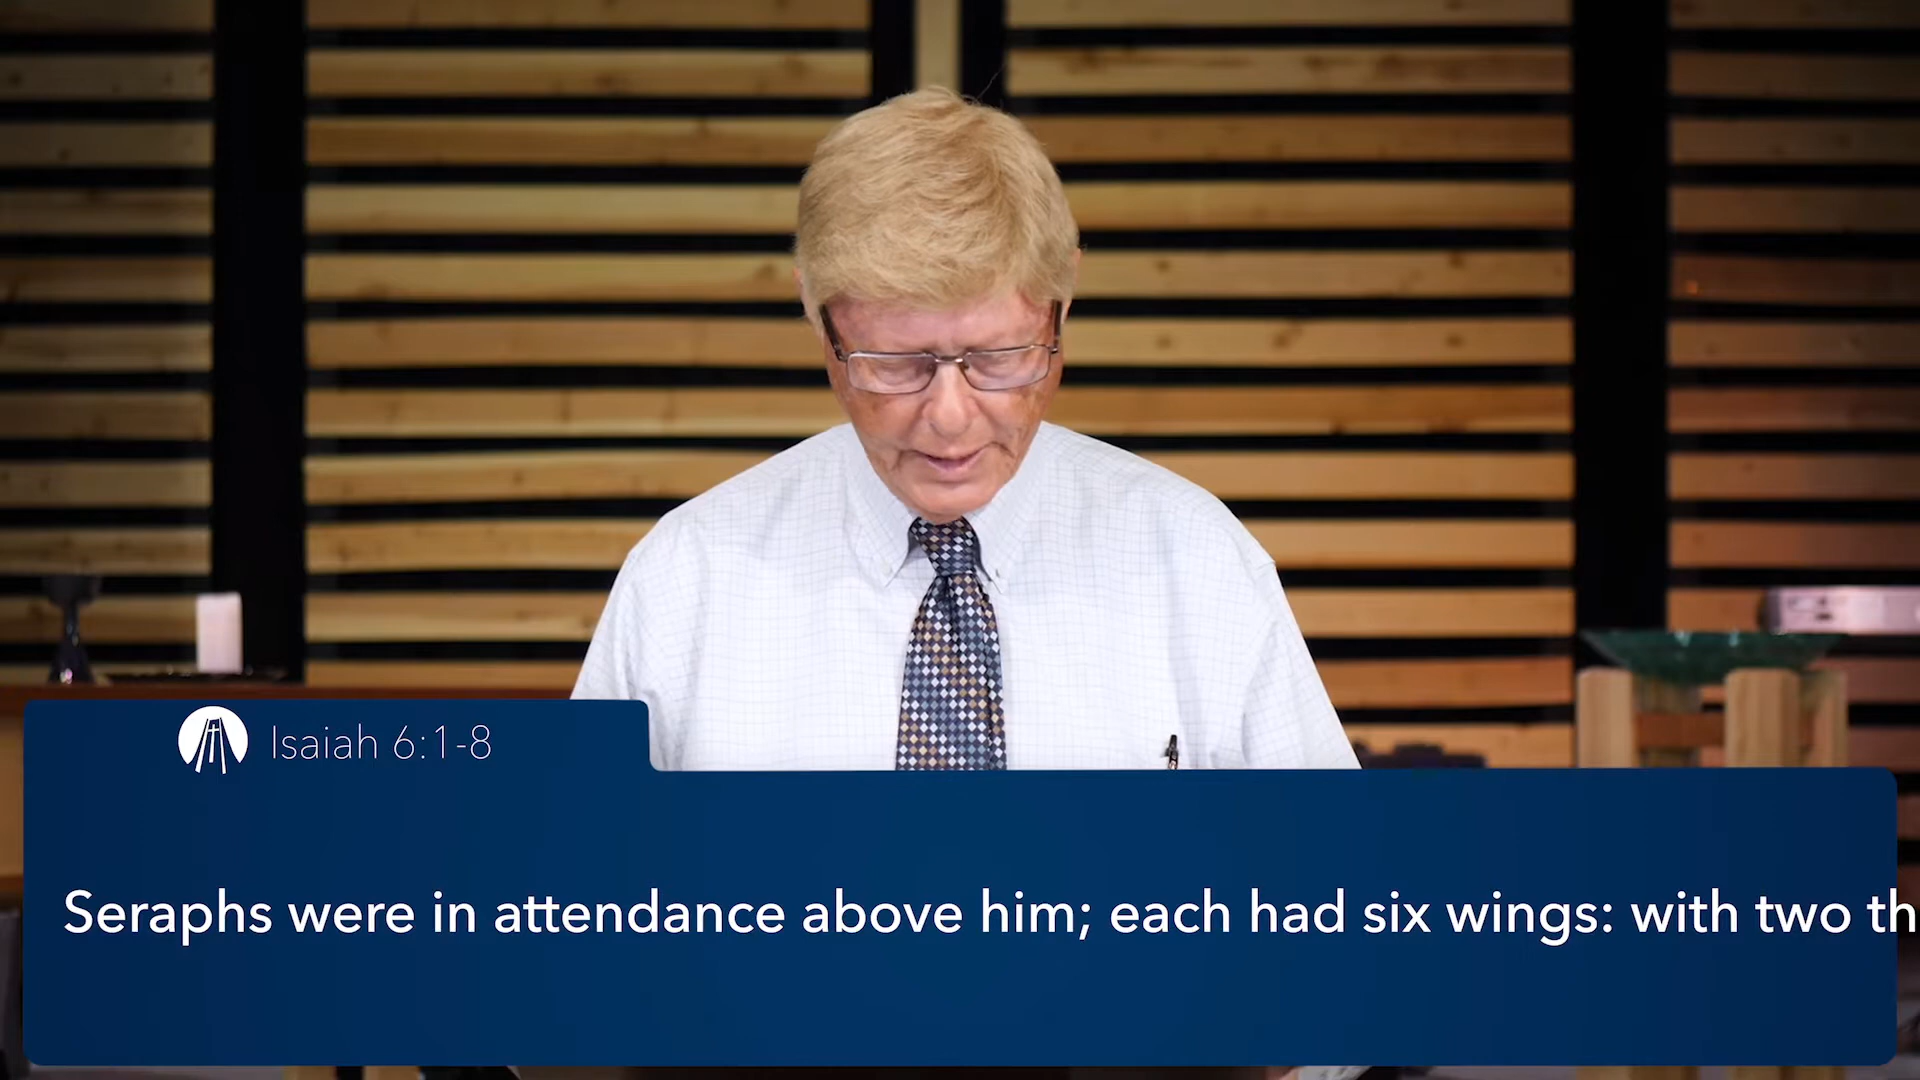 Isaiah 6:1-8
Seraphs were in attendance above him; each had six wings: with two th